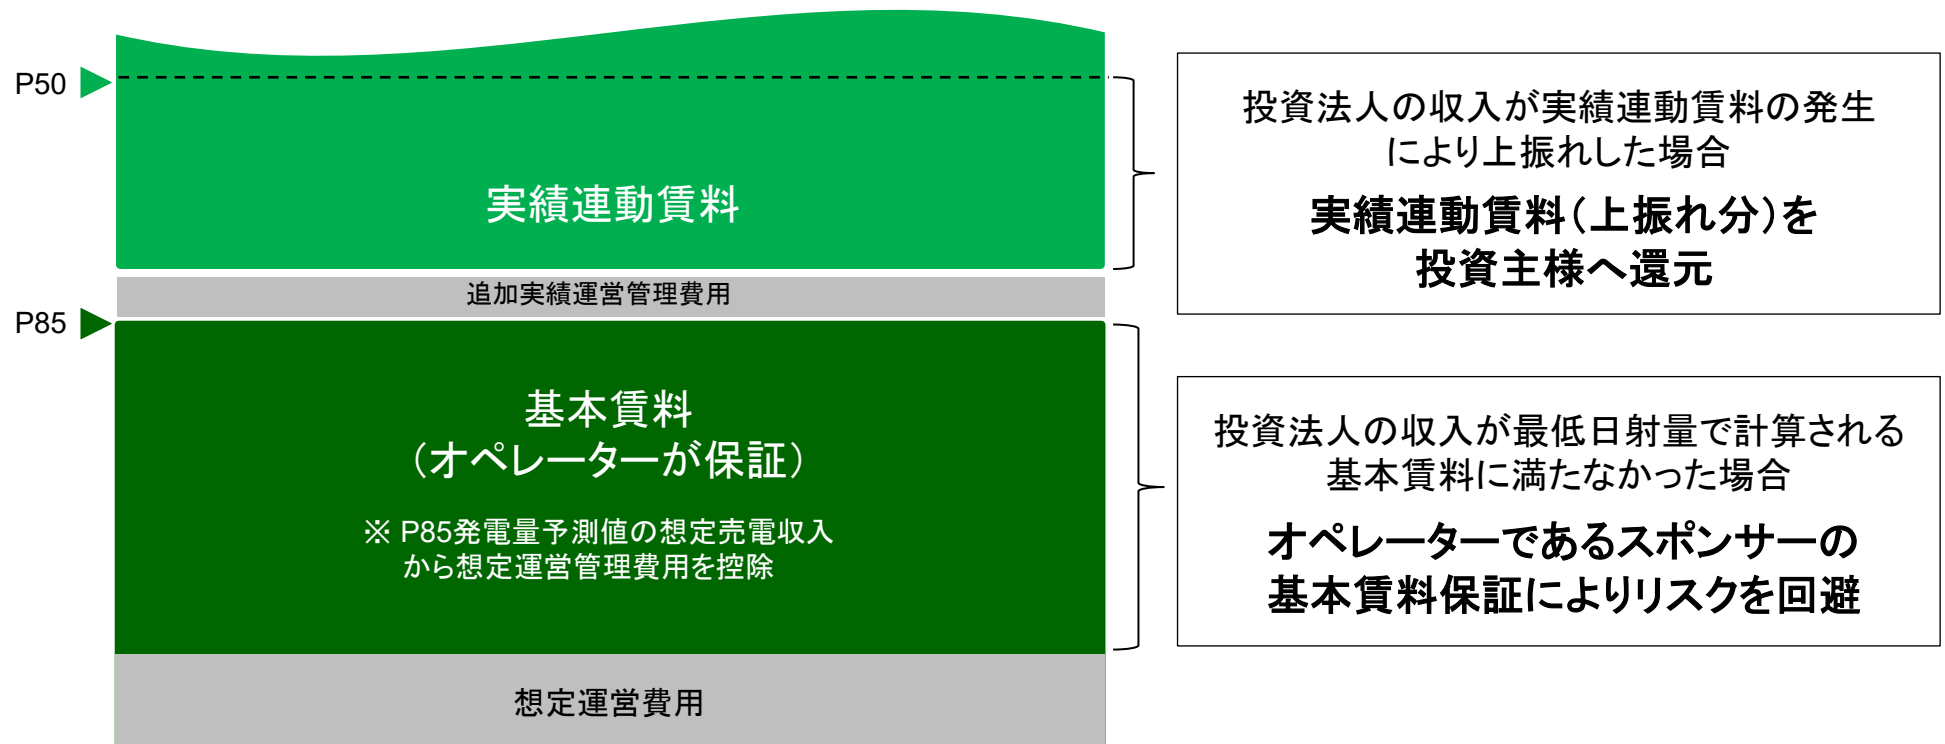 P50
実績連動賃料
追加実績運営管理費用
P85
基本賃料
（オペレーターが保証）
※ P85発電量予測値の想定売電収入
から想定運営管理費用を控除
想定運営費用
投資法人の収入が実績連動賃料の発生
により上振れした場合
実績連動賃料（上振れ分）を
投資主様へ還元
投資法人の収入が最低日射量で計算される
基本賃料に満たなかった場合
オペレーターであるスポンサーの
基本賃料保証によりリスクを回避